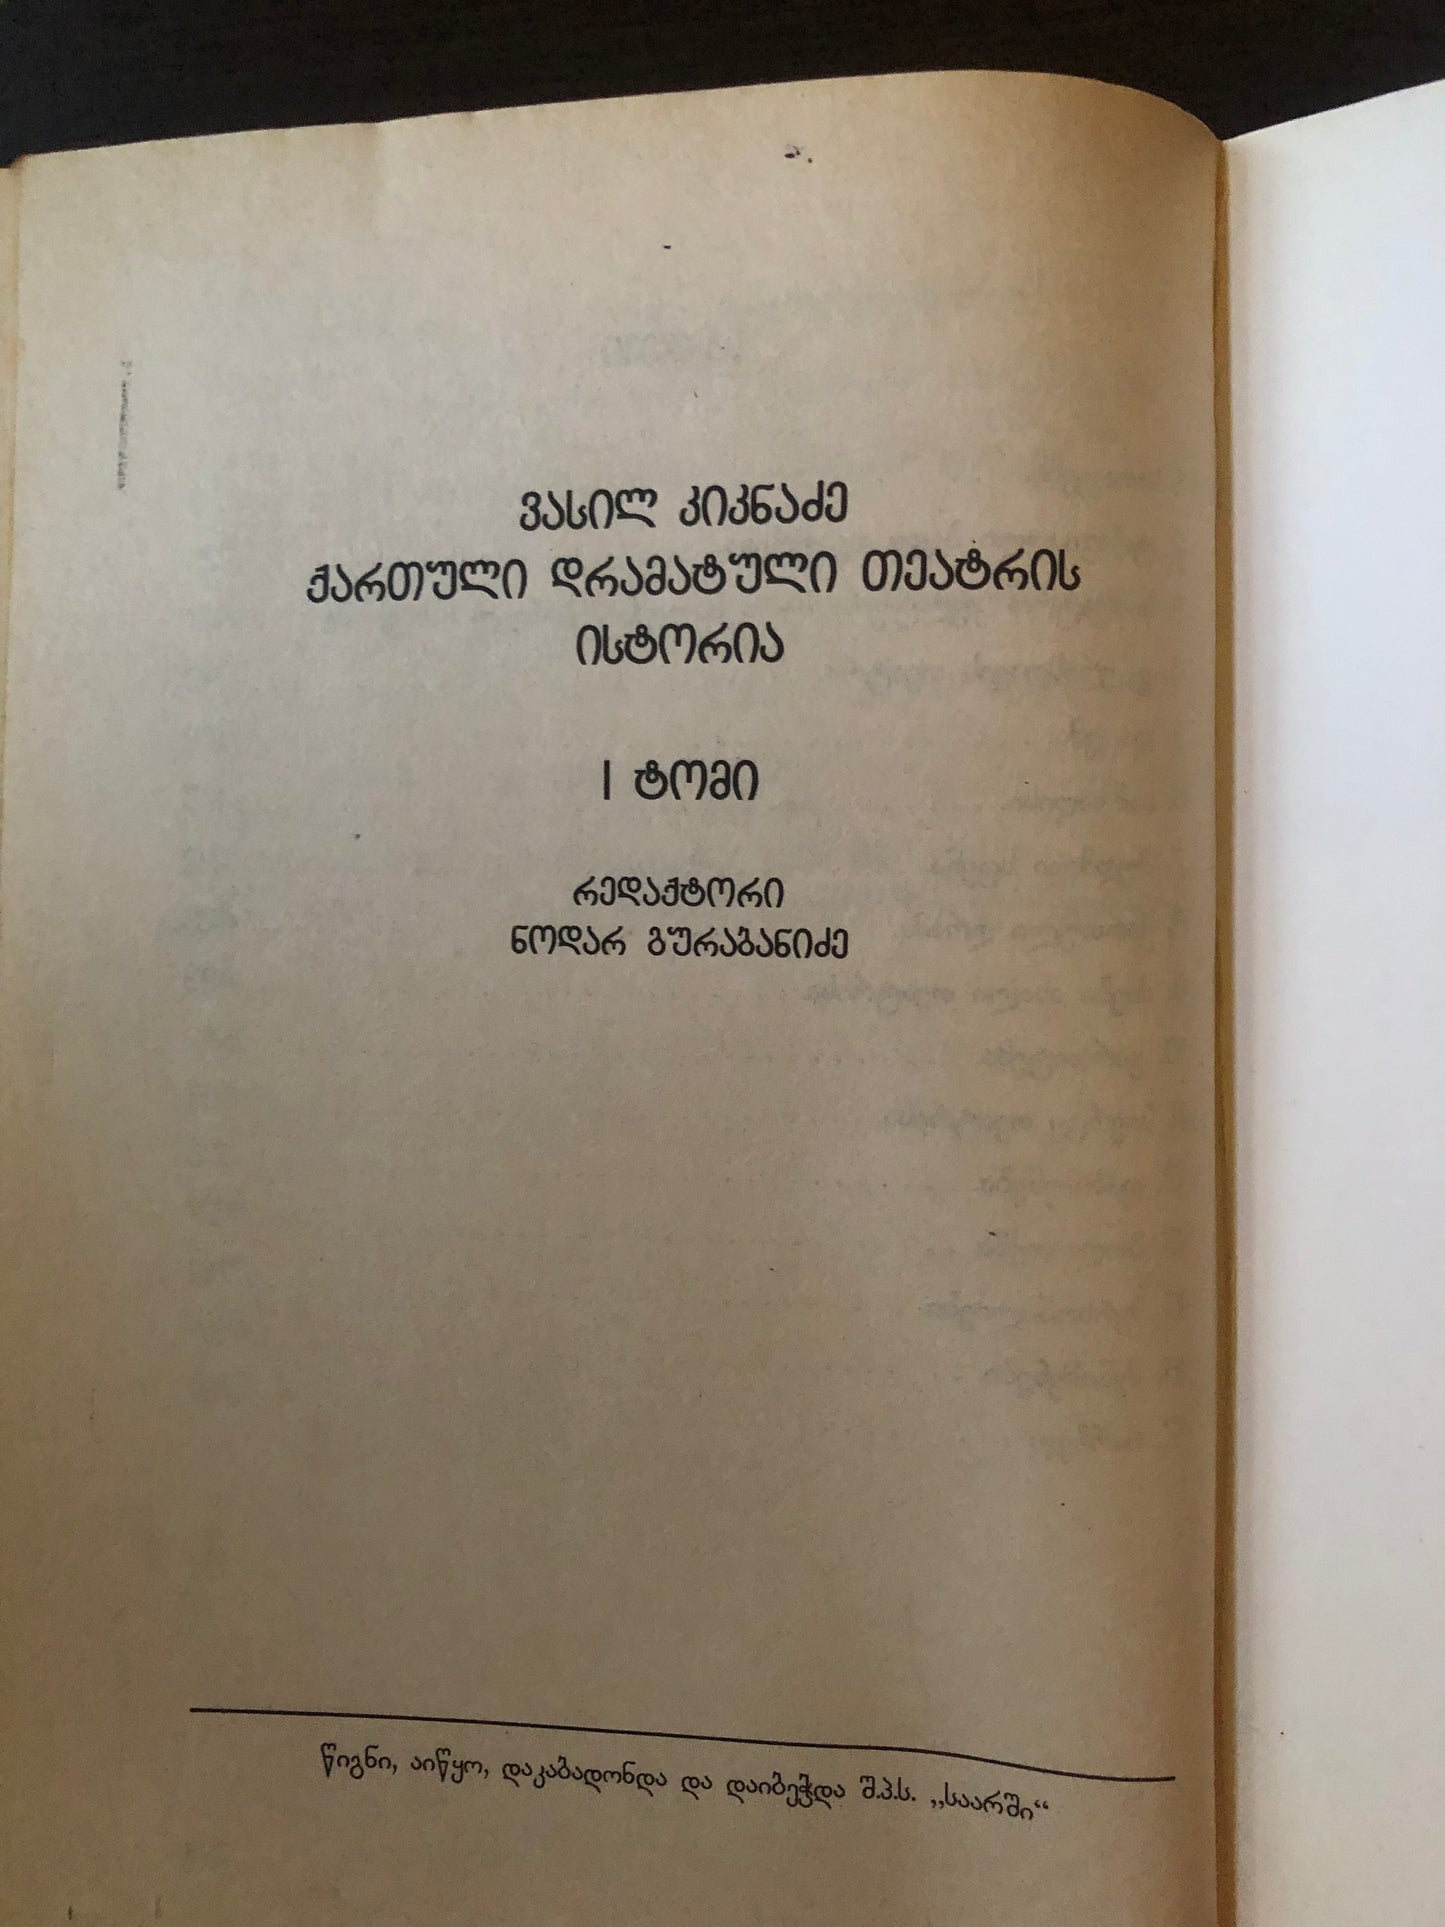 ვასილ კიკნაძე
ქართული დრამატული თეატრის
ისტორია
I ტომი
რედაქტორი
ნოდარ გურაბანიძე
წიგნი, აიწყო, დაკაბადონდა და დაიბეჭდა შ.პ.ს. „საარში“